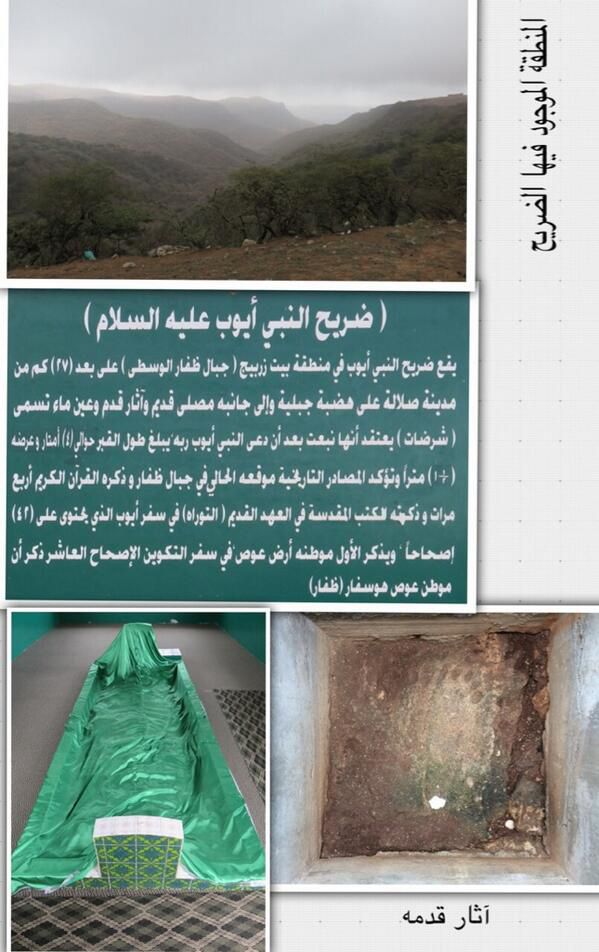 المنطقة الموجود فيها الضريح
( ضريح النبي أيوب عليه السلام )
يقع ضريح النبي أيوب في منطقة بيت زربيج ( جبال ظفار الوسطى ) على بعد (٢٧) كم من
مدينة صلالة على هضبة جبلية وإلى جانبه مصلى قديم وآثار قدم وعين ماء تسمى
( شرضات ) يعتقد أنها نبعت بعد أن دعى النبي أيوب ربه يبلغ طول القبر حوالي (٤) أمتار وعرضه
متراً وتؤكد المصادر التاريخية موقعه الحالي في جبال ظفار و ذكره القرآن الكريم أربع
مرات و ذكرته الكتب المقدسة في العهد القديم ( التوراه) في سفر أيوب الذي يحتوى على (٤٢)
إصحاحاً ويذكر الأول موطنه أرض عوص في سفر التكوين الإصحاح العاشر ذكر أن
موطن عوص هوسفار (ظفار)
آثار قدمه